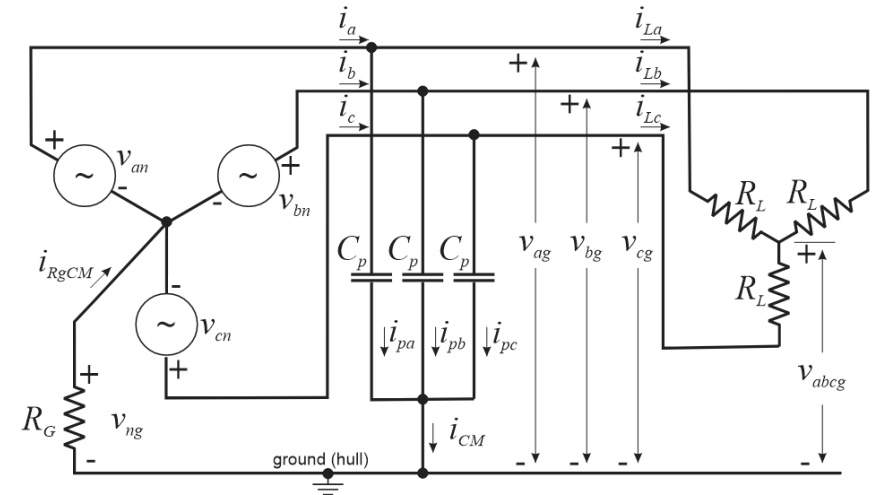 i_a i_La
i_b i_Lb
i_c i_Lc
+ + +
+ v_an + v_bn
~ ~
- -
i_RgCM
- C_p C_p C_p v_ag v_bg v_cg
R_L R_L
+
R_L
~ v_cn
+
i_pa i_pb i_pc
v_abcg
+
R_G v_ng
i_CM
- ground (hull) - - - -